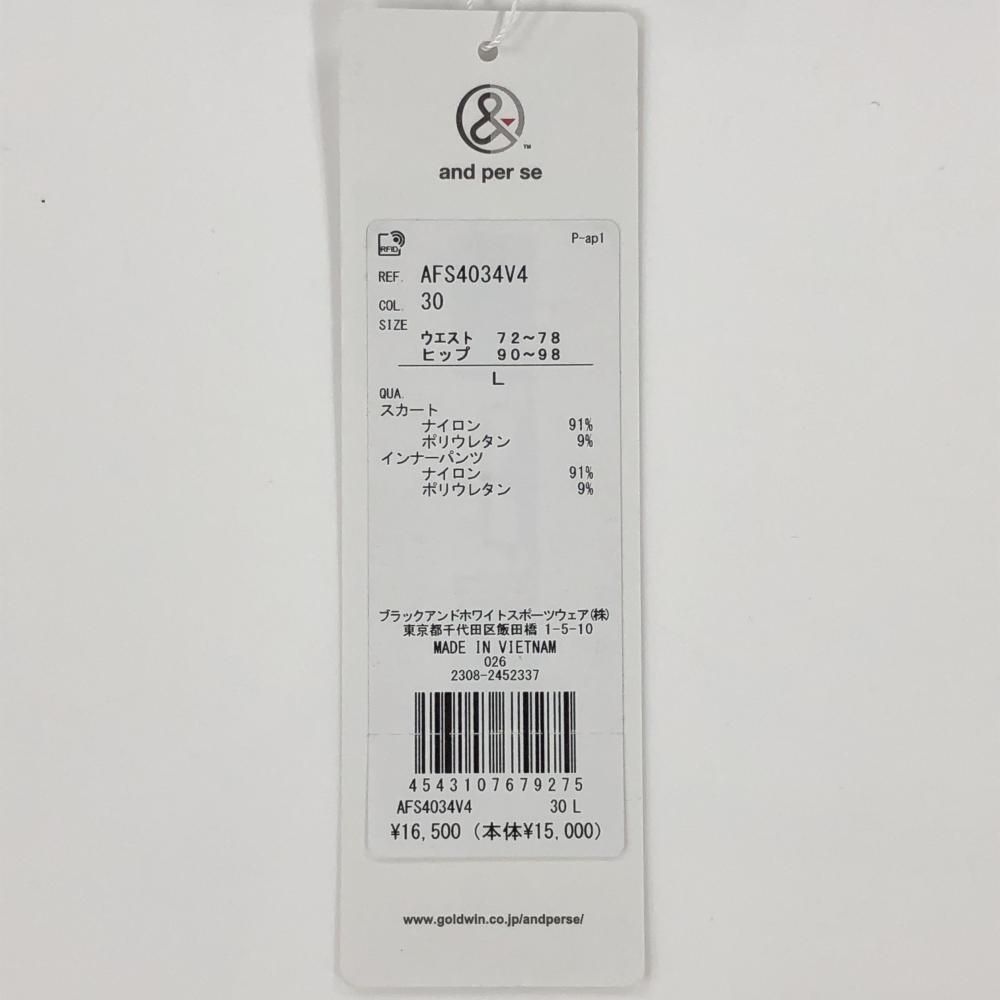 &
TM
and per se
RFID
P-ap1
REF. AFS4034V4
COL. 30
SIZE
ウエスト 72～78
ヒップ 90～98
L
QUA.
スカート
ナイロン 91%
ポリウレタン 9%
インナーパンツ
ナイロン 91%
ポリウレタン 9%
ブラックアンドホワイトスポーツウェア(株)
東京都千代田区飯田橋 1-5-10
MADE IN VIETNAM
026
2308-2452337
4543107679275
AFS4034V4 30 L
¥16,500 (本体¥15,000)
www.goldwin.co.jp/andperse/